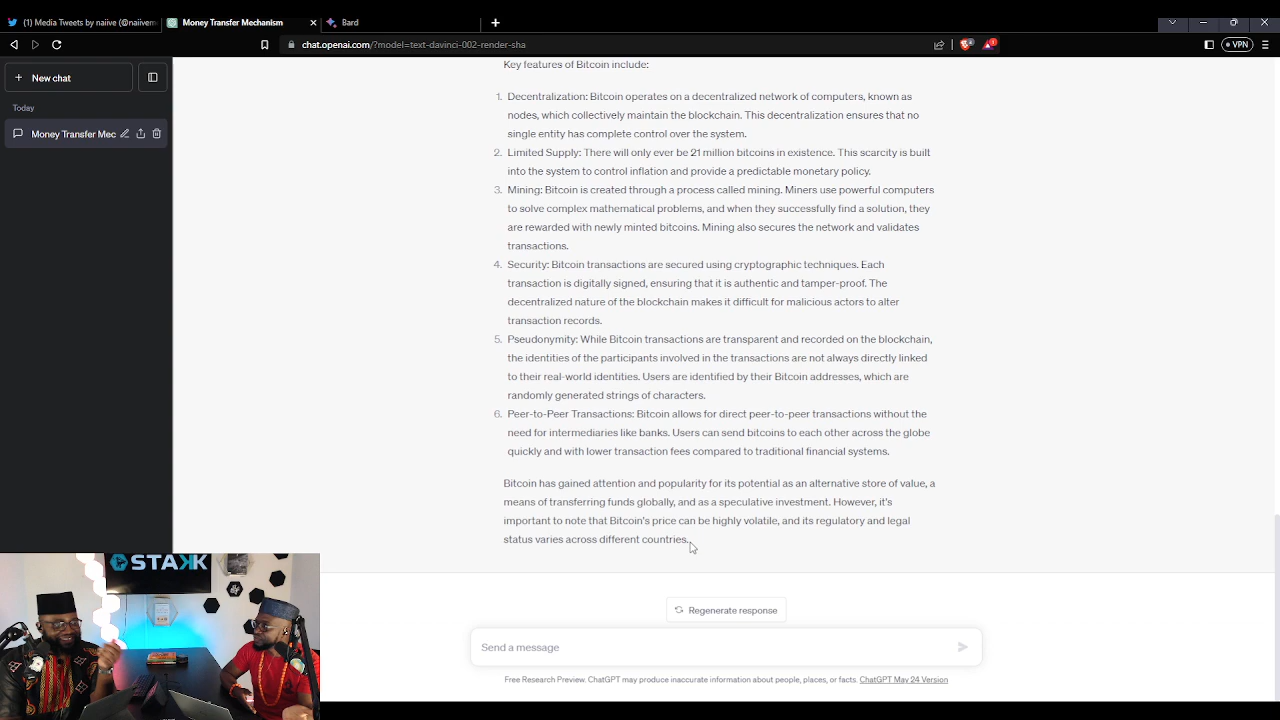 (1) Media Tweets by naiive (@naiivem
Money Transfer Mechanism
Bard
chat.openai.com/?model=text-davinci-002-render-sha
VPN
New chat
Today
Money Transfer Mec
Key features of Bitcoin include:
1. Decentralization: Bitcoin operates on a decentralized network of computers, known as
nodes, which collectively maintain the blockchain. This decentralization ensures that no
single entity has complete control over the system.
2. Limited Supply: There will only ever be 21 million bitcoins in existence. This scarcity is built
into the system to control inflation and provide a predictable monetary policy.
3. Mining: Bitcoin is created through a process called mining. Miners use powerful computers
to solve complex mathematical problems, and when they successfully find a solution, they
are rewarded with newly minted bitcoins. Mining also secures the network and validates
transactions.
4. Security: Bitcoin transactions are secured using cryptographic techniques. Each
transaction is digitally signed, ensuring that it is authentic and tamper-proof. The
decentralized nature of the blockchain makes it difficult for malicious actors to alter
transaction records.
5. Pseudonymity: While Bitcoin transactions are transparent and recorded on the blockchain,
the identities of the participants involved in the transactions are not always directly linked
to their real-world identities. Users are identified by their Bitcoin addresses, which are
randomly generated strings of characters.
6. Peer-to-Peer Transactions: Bitcoin allows for direct peer-to-peer transactions without the
need for intermediaries like banks. Users can send bitcoins to each other across the globe
quickly and with lower transaction fees compared to traditional financial systems.
Bitcoin has gained attention and popularity for its potential as an alternative store of value, a
means of transferring funds globally, and as a speculative investment. However, it's
important to note that Bitcoin's price can be highly volatile, and its regulatory and legal
status varies across different countries.
STAKK
Regenerate response
Send a message
Free Research Preview. ChatGPT may produce inaccurate information about people, places, or facts. ChatGPT May 24 Version